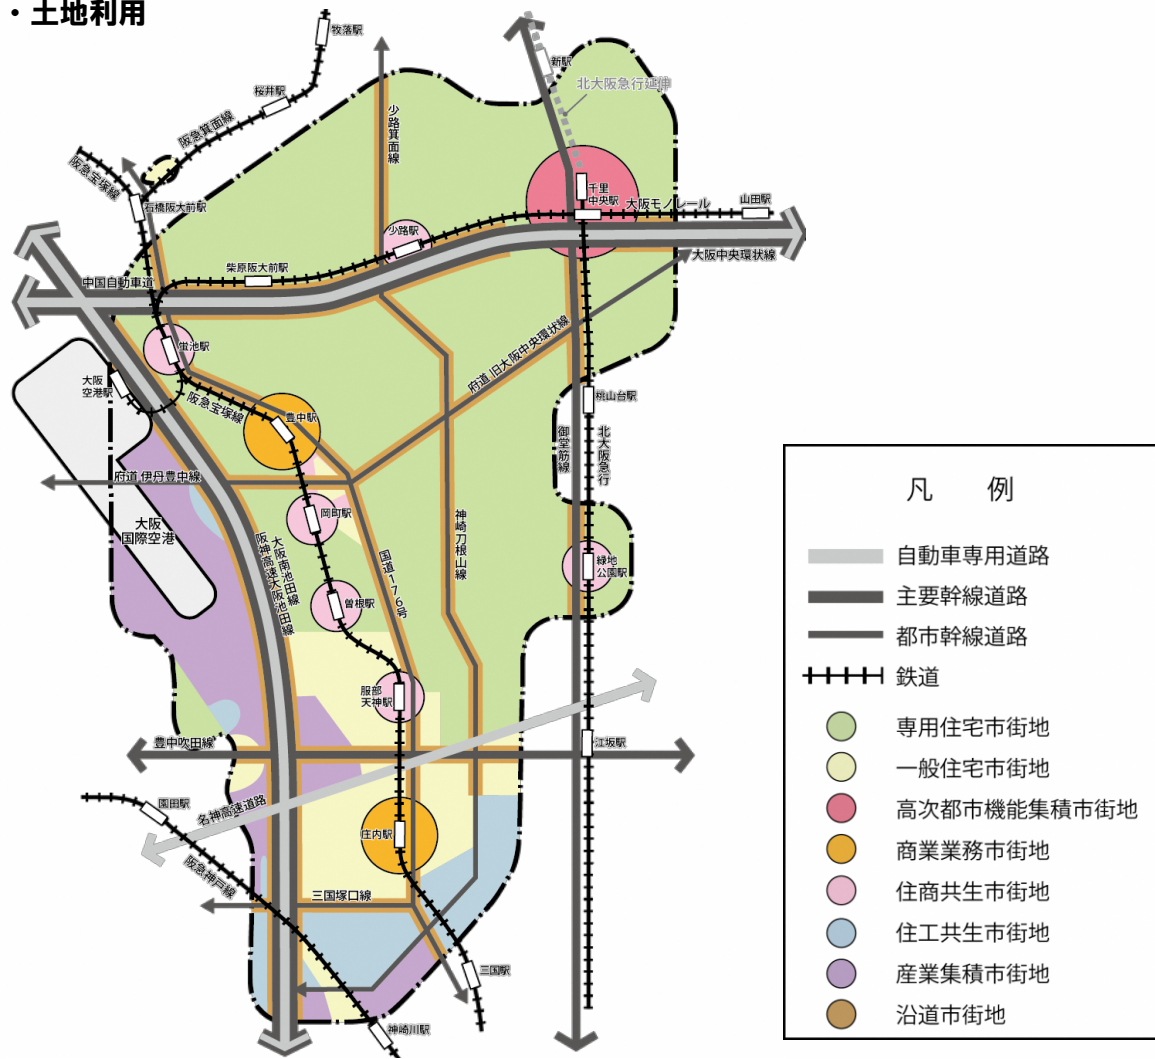 ・土地利用
牧落駅
桜井駅
阪急箕面線
阪急宝塚線
石橋阪大前駅
少路箕面線
新駅
北大阪急行延伸
千里
中央駅
大阪モノレール
山田駅
少路駅
柴原阪大前駅
中国自動車道
大阪中央環状線
蛍池駅
大阪
空港駅
阪急宝塚線
豊中駅
府道 旧大阪中央環状線
桃山台駅
御堂筋線
北大阪急行
府道 伊丹豊中線
大阪
国際空港
岡町駅
神崎刀根山線
大阪南池田線
阪神高速大阪池田線
国道176号
緑地
公園駅
曽根駅
服部
天神駅
豊中吹田線
江坂駅
園田駅
名神高速道路
庄内駅
阪急神戸線
三国塚口線
三国駅
神崎川駅
凡　例
自動車専用道路
主要幹線道路
都市幹線道路
鉄道
専用住宅市街地
一般住宅市街地
高次都市機能集積市街地
商業業務市街地
住商共生市街地
住工共生市街地
産業集積市街地
沿道市街地